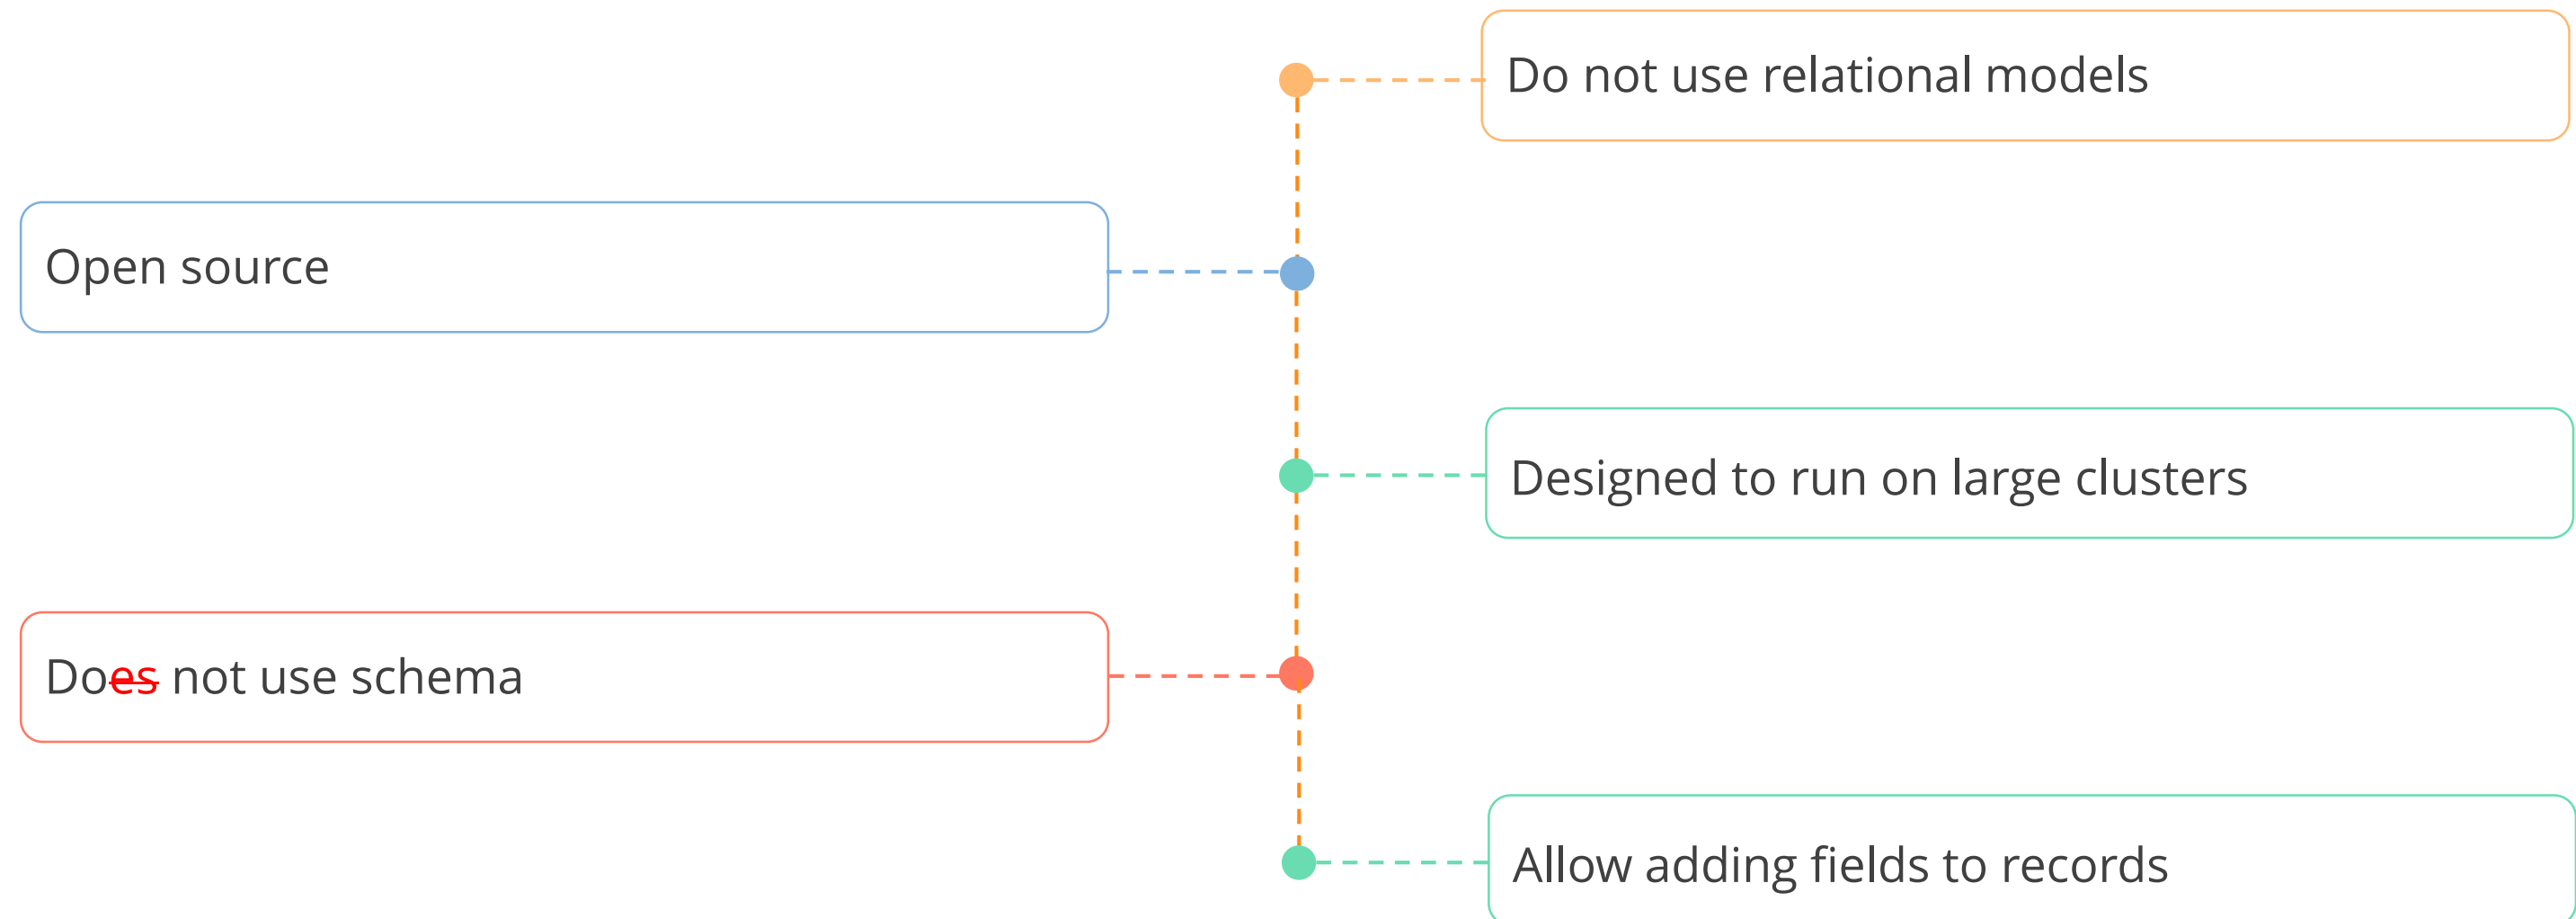 Do not use relational models
Open source
Designed to run on large clusters
Does not use schema
Allow adding fields to records